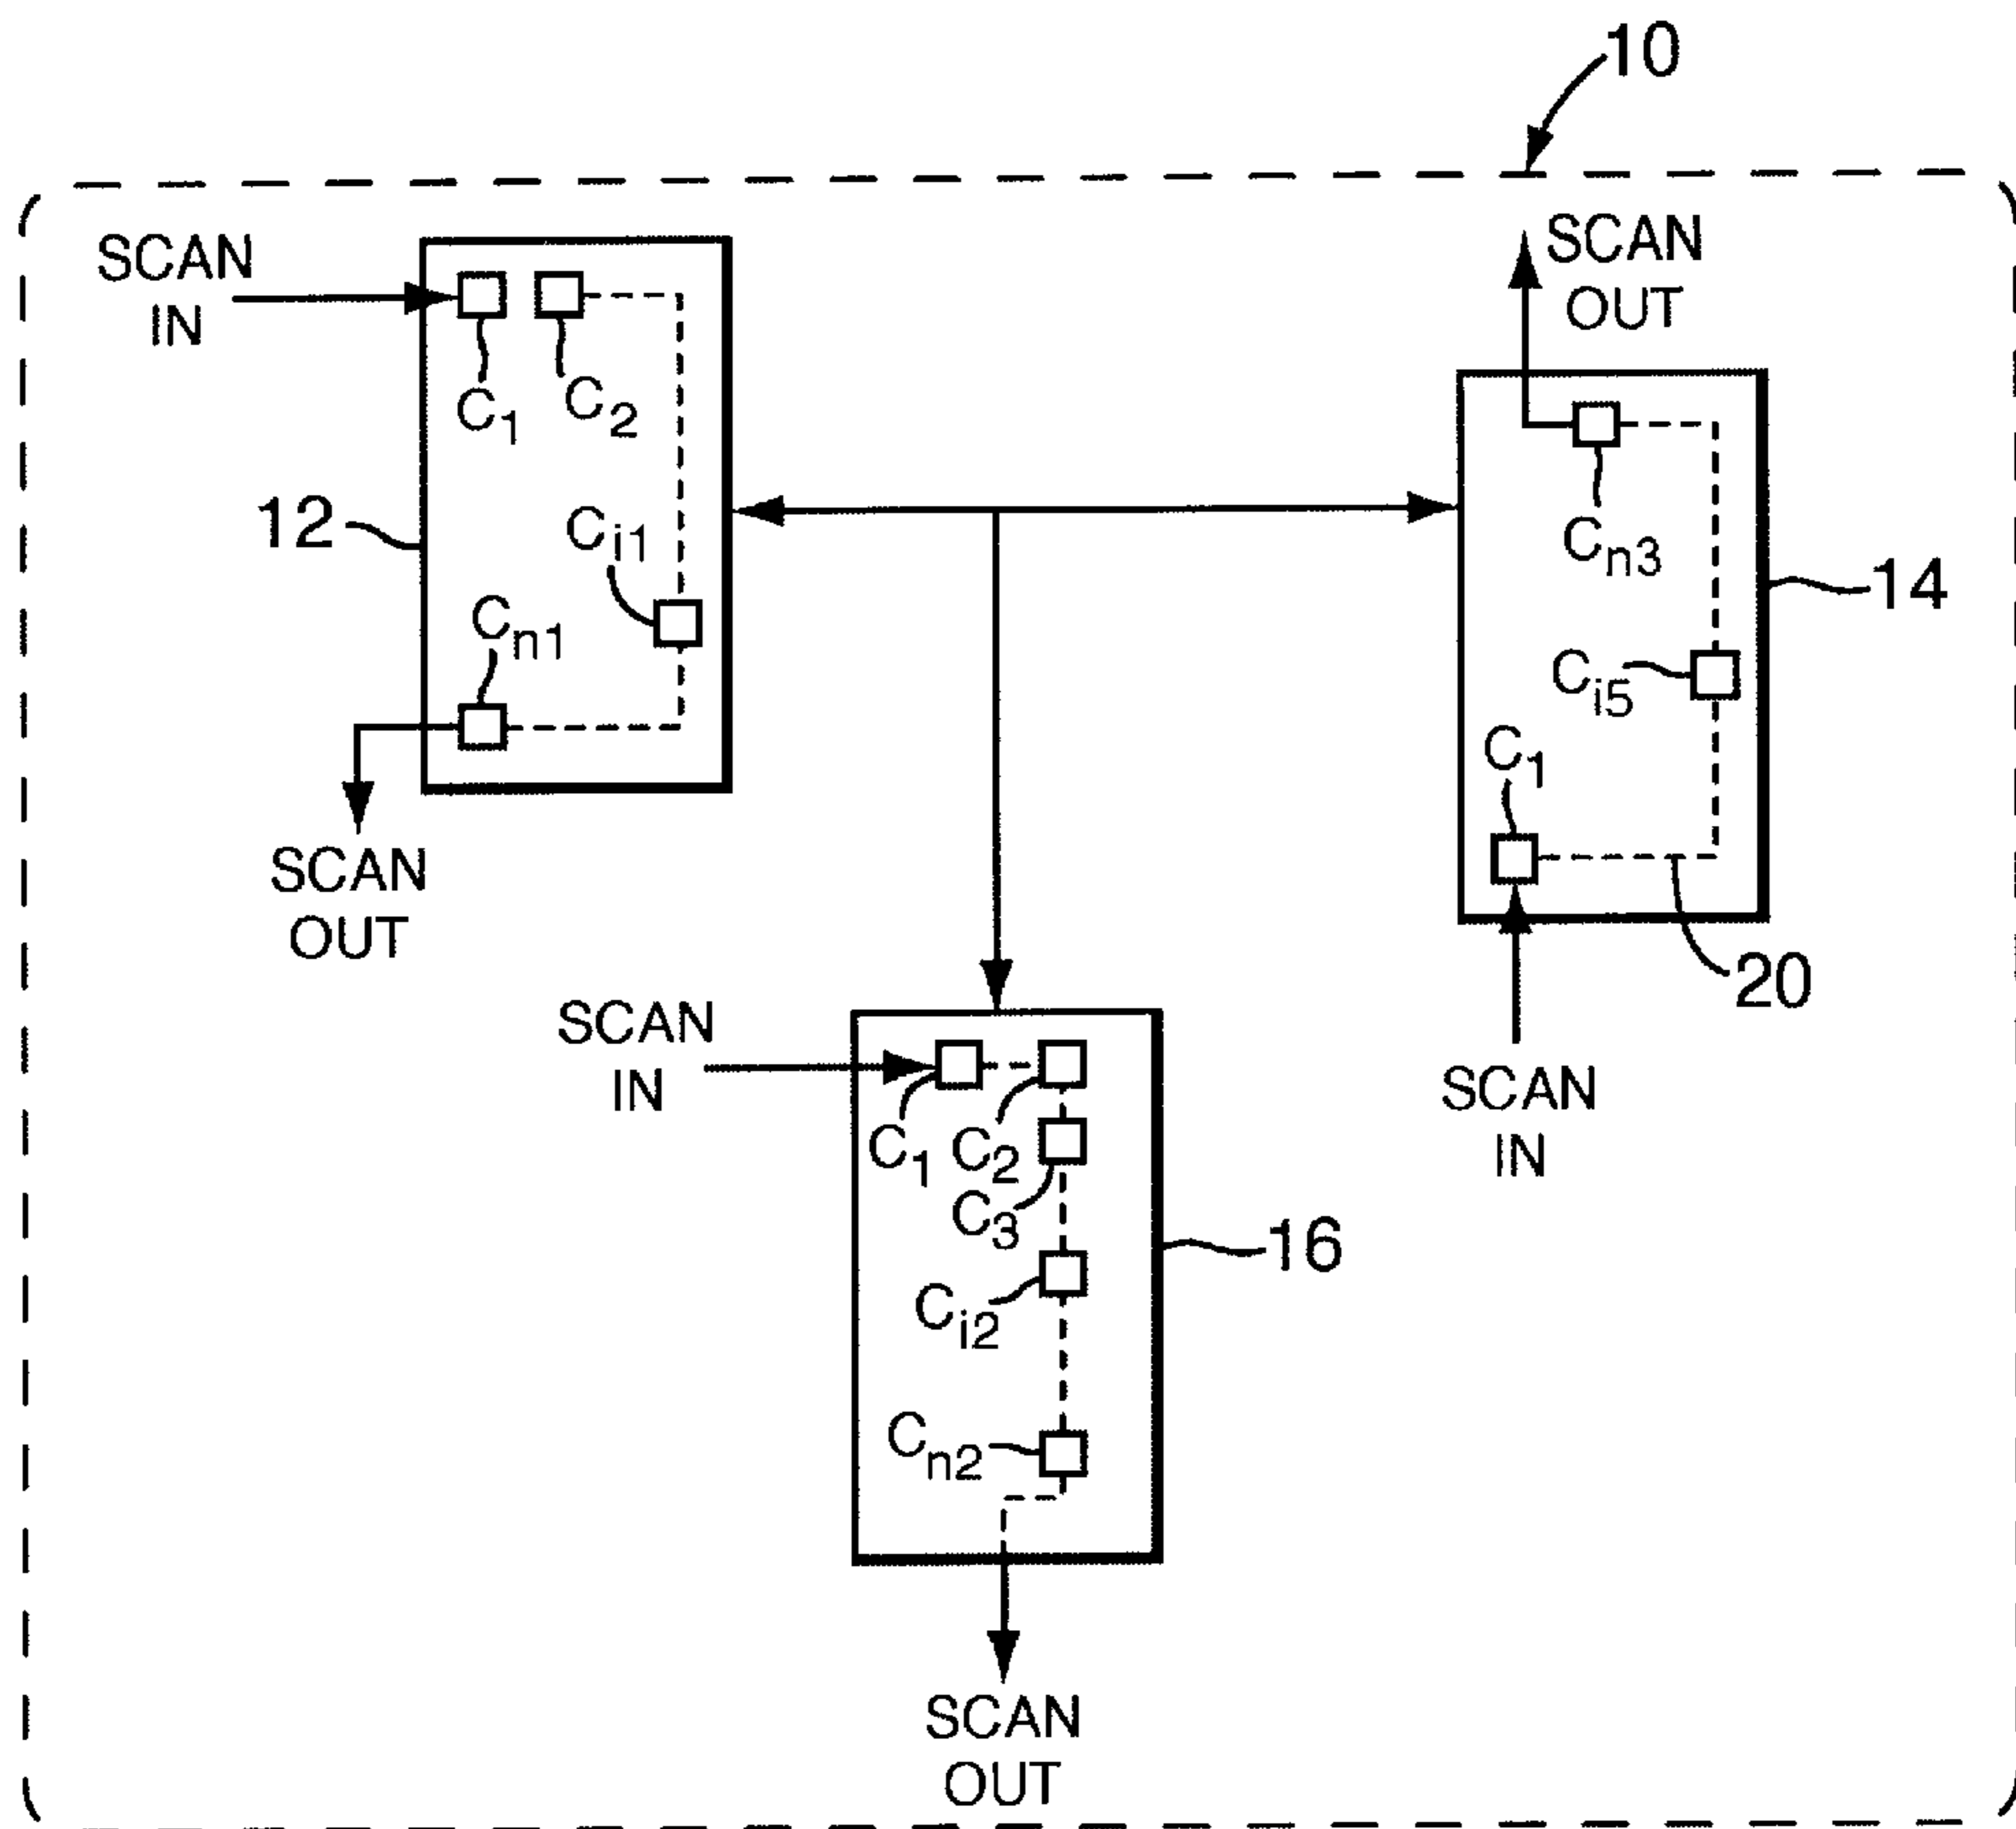 10
SCAN
IN
SCAN
OUT
C1
C2
12
Ci1
Cn3
14
Cn1
Ci5
C1
SCAN
OUT
20
SCAN
IN
SCAN
IN
C1
C2
C3
16
Ci2
Cn2
SCAN
OUT